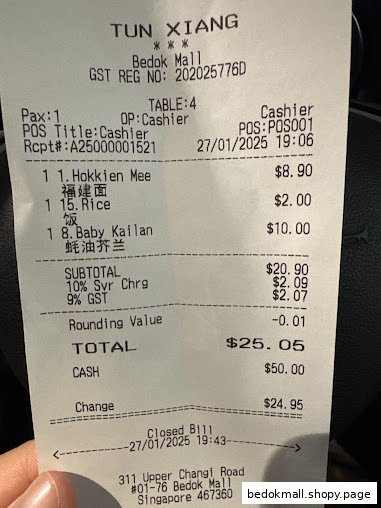 TUN XIANG
* * *
Bedok Mall
GST REG NO: 202025776D
TABLE:4
Pax:1 OP:Cashier Cashier
POS Title:Cashier POS:POS001
Rcpt#:A25000001521 27/01/2025 19:06
1 1.Hokkien Mee $8.90
福建面
1 15.Rice $2.00
饭
1 8.Baby Kailan $10.00
蚝油芥兰
SUBTOTAL $20.90
10% Svr Chrg $2.09
9% GST $2.07
Rounding Value -0.01
TOTAL $25.05
CASH $50.00
Change $24.95
Closed Bill
<---27/01/2025 19:43--->
311 Upper Changi Road
#01-76 Bedok Mall
Singapore 467360
bedokmall.shopy.page